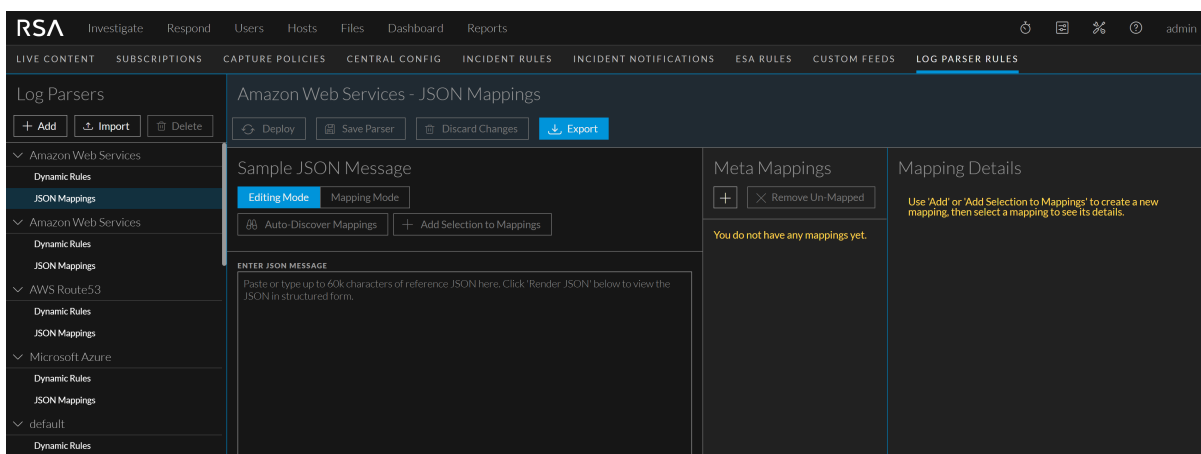 RSA Investigate Respond Users Hosts Files Dashboard Reports admin
LIVE CONTENT SUBSCRIPTIONS CAPTURE POLICIES CENTRAL CONFIG INCIDENT RULES INCIDENT NOTIFICATIONS ESA RULES CUSTOM FEEDS LOG PARSER RULES
Log Parsers
+ Add Import Delete
Amazon Web Services
Dynamic Rules
JSON Mappings
Amazon Web Services
Dynamic Rules
JSON Mappings
AWS Route53
Dynamic Rules
JSON Mappings
Microsoft Azure
Dynamic Rules
JSON Mappings
default
Dynamic Rules
Amazon Web Services - JSON Mappings
Deploy Save Parser Discard Changes Export
Sample JSON Message
Editing Mode Mapping Mode
Auto-Discover Mappings + Add Selection to Mappings
ENTER JSON MESSAGE
Paste or type up to 60k characters of reference JSON here. Click 'Render JSON' below to view the
JSON in structured form.
Meta Mappings
+ Remove Un-Mapped
You do not have any mappings yet.
Mapping Details
Use 'Add' or 'Add Selection to Mappings' to create a new
mapping, then select a mapping to see its details.